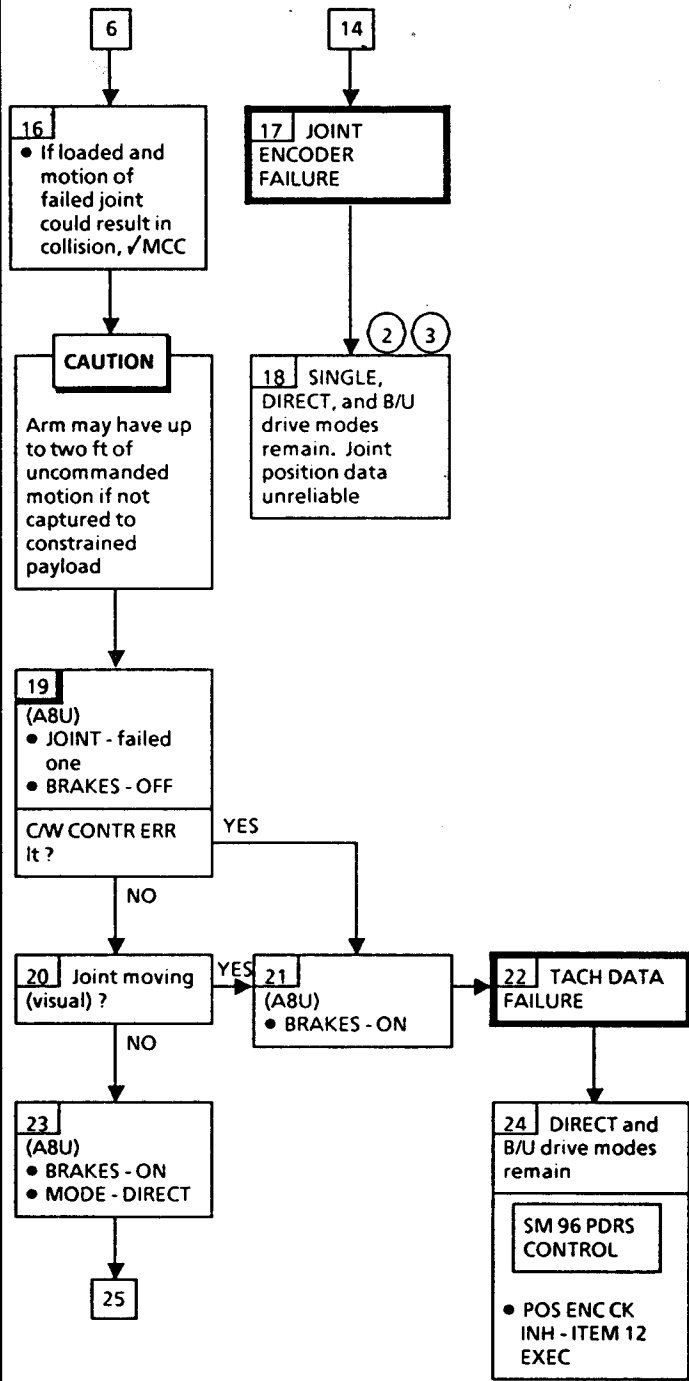 6
16
• If loaded and
motion of
failed joint
could result in
collision, ✓MCC
CAUTION
Arm may have up
to two ft of
uncommanded
motion if not
captured to
constrained
payload
19
(A8U)
• JOINT - failed
one
• BRAKES - OFF
C/W CONTR ERR
lt ?
YES
NO
20 Joint moving
(visual) ?
YES
NO
21
(A8U)
• BRAKES - ON
22 TACH DATA
FAILURE
23
(A8U)
• BRAKES - ON
• MODE - DIRECT
25
24 DIRECT and
B/U drive modes
remain
SM 96 PDRS
CONTROL
• POS ENC CK
INH - ITEM 12
EXEC
14
17 JOINT
ENCODER
FAILURE
2 3
18 SINGLE,
DIRECT, and B/U
drive modes
remain. Joint
position data
unreliable